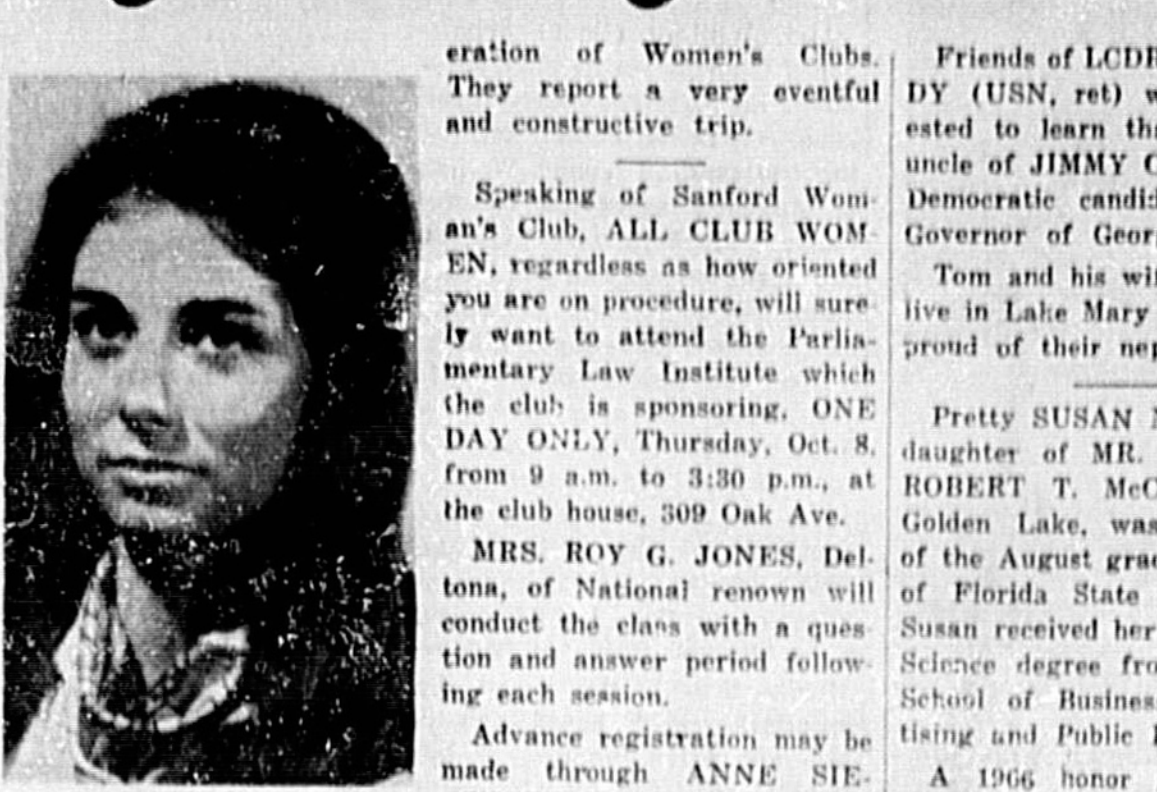 eration of Women's Clubs.
They report a very eventful
and constructive trip.
Speaking of Sanford Wom-
an's Club, ALL CLUB WOM-
EN, regardless as how oriented
you are on procedure, will sure-
ly want to attend the Parlia-
mentary Law Institute which
the club is sponsoring, ONE
DAY ONLY, Thursday, Oct. 8,
from 9 a.m. to 3:30 p.m., at
the club house, 309 Oak Ave.
MRS. ROY G. JONES, Del-
tona, of National renown will
conduct the class with a ques-
tion and answer period follow-
ing each session.
Advance registration may be
made through ANNE SIE-
Friends of LCDR
DY (USN, ret) w
ested to learn tha
uncle of JIMMY C
Democratic candid
Governor of Geor
Tom and his wif
live in Lake Mary
proud of their nep
Pretty SUSAN
daughter of MR.
ROBERT T. McC
Golden Lake, was
of the August grad
of Florida State
Susan received her
Science degree fro
School of Busines
tising and Public
A 1966 honor